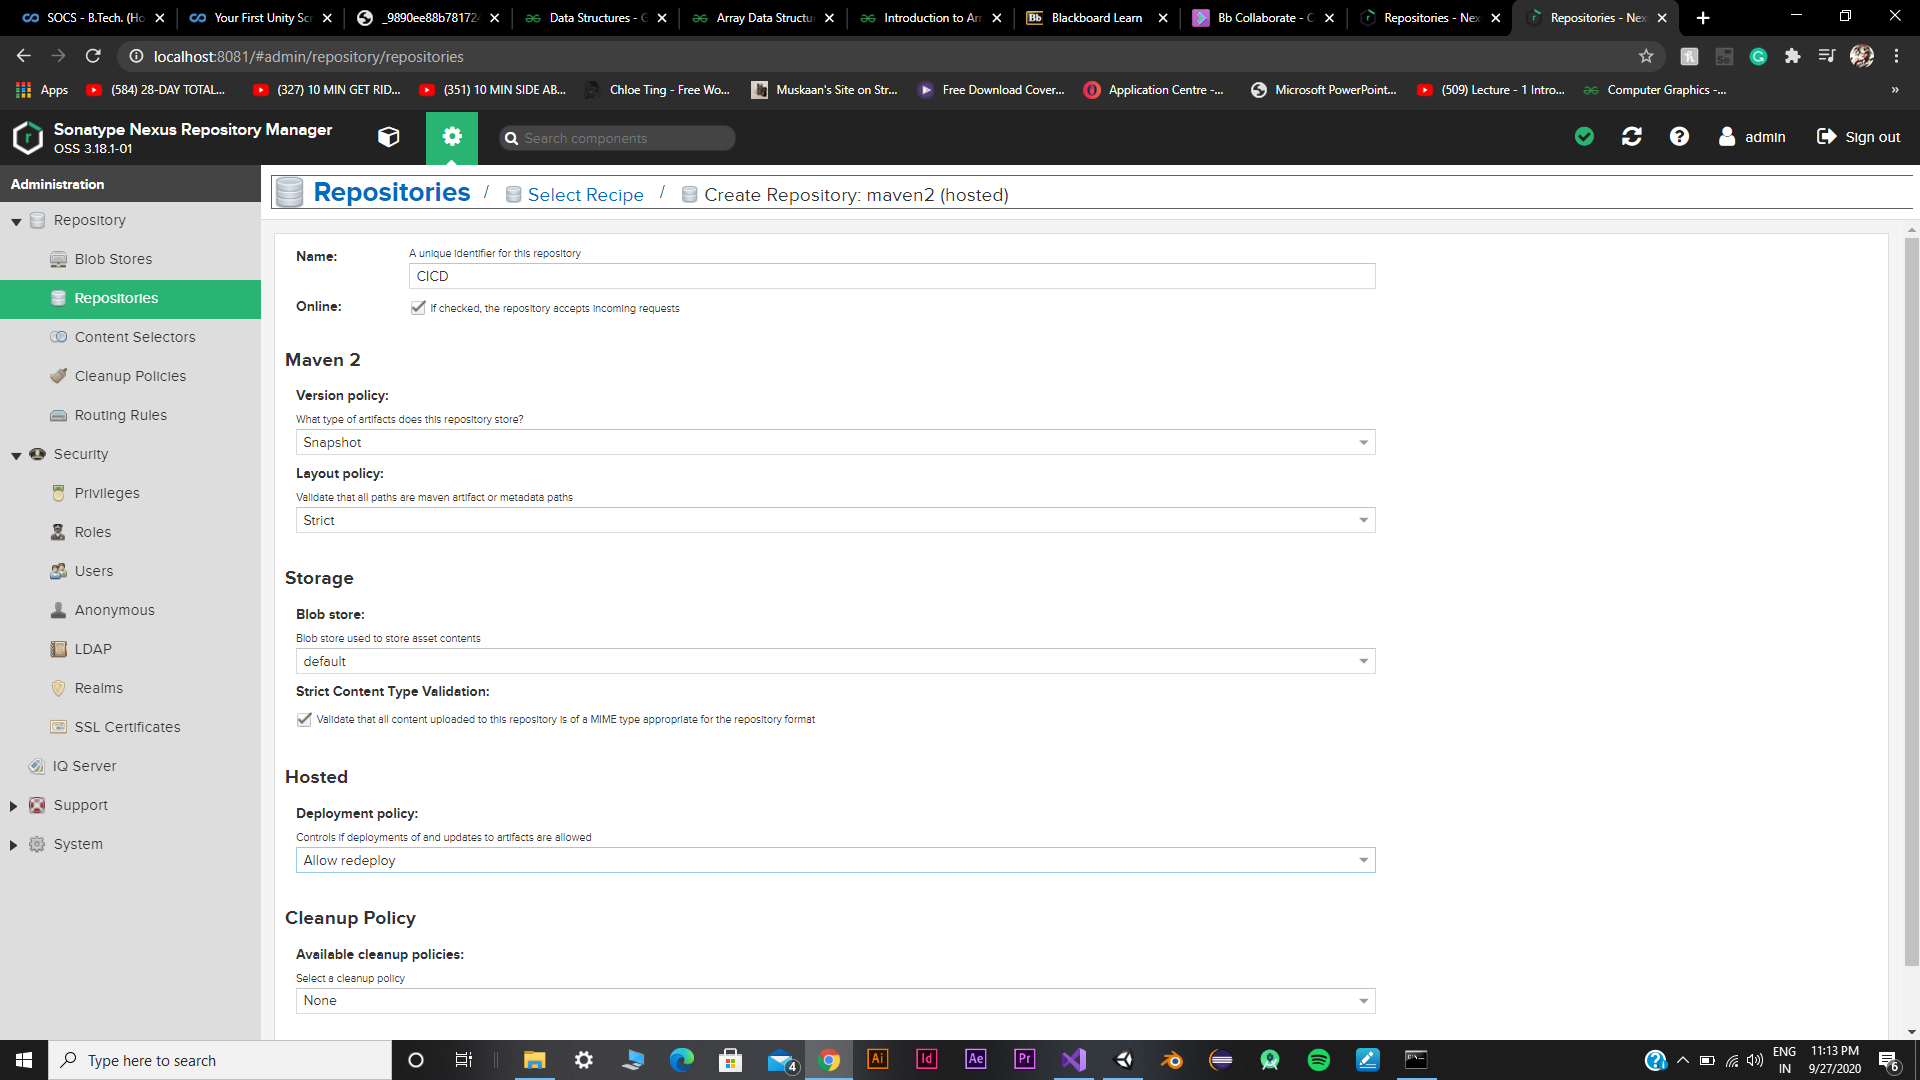 SOCS - B.Tech. (Ho
Your First Unity Scr
_9890ee88b78172
Data Structures - G
Array Data Structu
Introduction to Arr
Blackboard Learn
Bb Collaborate - C
Repositories - Nex
Repositories - Nex
localhost:8081/#admin/repository/repositories
Apps
(584) 28-DAY TOTAL...
(327) 10 MIN GET RID...
(351) 10 MIN SIDE AB...
Chloe Ting - Free Wo...
Muskaan's Site on Str...
Free Download Cover...
Application Centre -...
Microsoft PowerPoint...
(509) Lecture - 1 Intro...
Computer Graphics -...
»
Sonatype Nexus Repository Manager
OSS 3.18.1-01
Search components
admin
Sign out
Administration
Repository
Blob Stores
Repositories
Content Selectors
Cleanup Policies
Routing Rules
Security
Privileges
Roles
Users
Anonymous
LDAP
Realms
SSL Certificates
IQ Server
Support
System
Repositories / Select Recipe / Create Repository: maven2 (hosted)
Name:
A unique identifier for this repository
CICD
Online:
If checked, the repository accepts incoming requests
Maven 2
Version policy:
What type of artifacts does this repository store?
Snapshot
Layout policy:
Validate that all paths are maven artifact or metadata paths
Strict
Storage
Blob store:
Blob store used to store asset contents
default
Strict Content Type Validation:
Validate that all content uploaded to this repository is of a MIME type appropriate for the repository format
Hosted
Deployment policy:
Controls if deployments of and updates to artifacts are allowed
Allow redeploy
Cleanup Policy
Available cleanup policies:
Select a cleanup policy
None
Type here to search
4
Ai
Id
Ae
Pr
ENG
IN
11:13 PM
9/27/2020
6